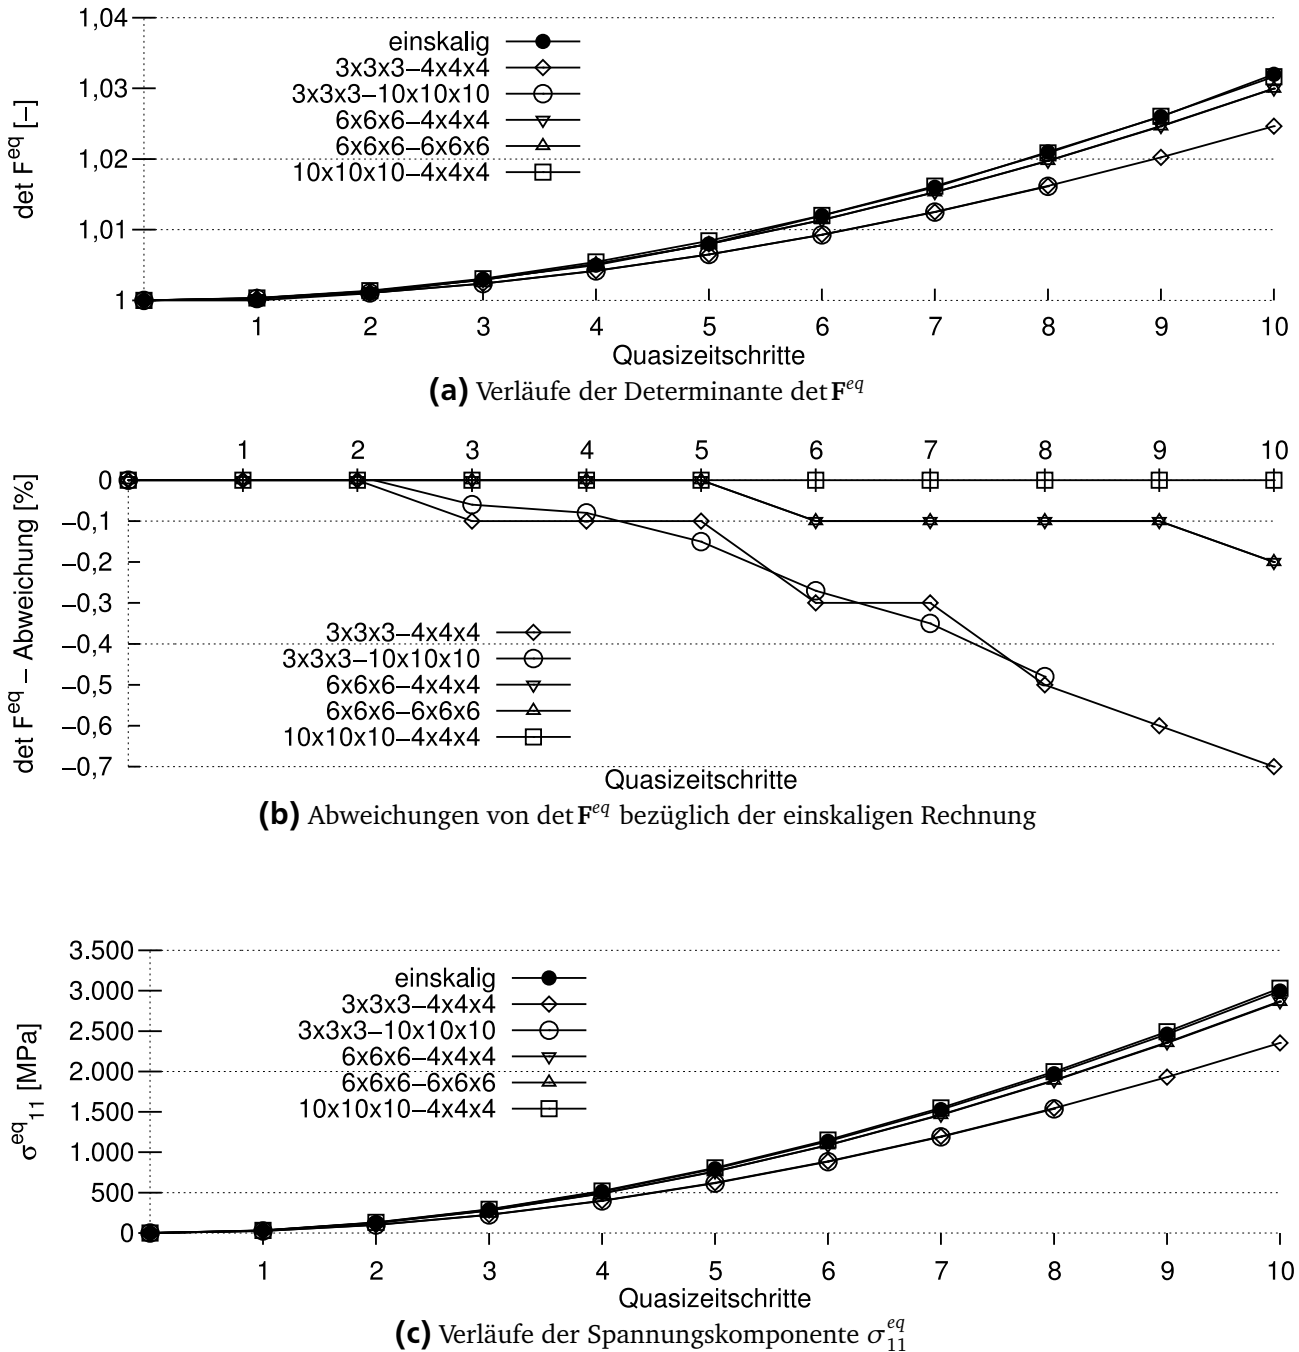 1,04
1,03
1,02
1,01
1
det F^eq [–]
einskalig
3x3x3–4x4x4
3x3x3–10x10x10
6x6x6–4x4x4
6x6x6–6x6x6
10x10x10–4x4x4
1 2 3 4 5 6 7 8 9 10
Quasizeitschritte
(a) Verläufe der Determinante det F^eq
1 2 3 4 5 6 7 8 9 10
0
–0,1
–0,2
–0,3
–0,4
–0,5
–0,6
–0,7
det F^eq – Abweichung [%]
3x3x3–4x4x4
3x3x3–10x10x10
6x6x6–4x4x4
6x6x6–6x6x6
10x10x10–4x4x4
Quasizeitschritte
(b) Abweichungen von det F^eq bezüglich der einskaligen Rechnung
3.500
3.000
2.500
2.000
1.500
1.000
500
0
σ^eq_11 [MPa]
einskalig
3x3x3–4x4x4
3x3x3–10x10x10
6x6x6–4x4x4
6x6x6–6x6x6
10x10x10–4x4x4
1 2 3 4 5 6 7 8 9 10
Quasizeitschritte
(c) Verläufe der Spannungskomponente σ^eq_11